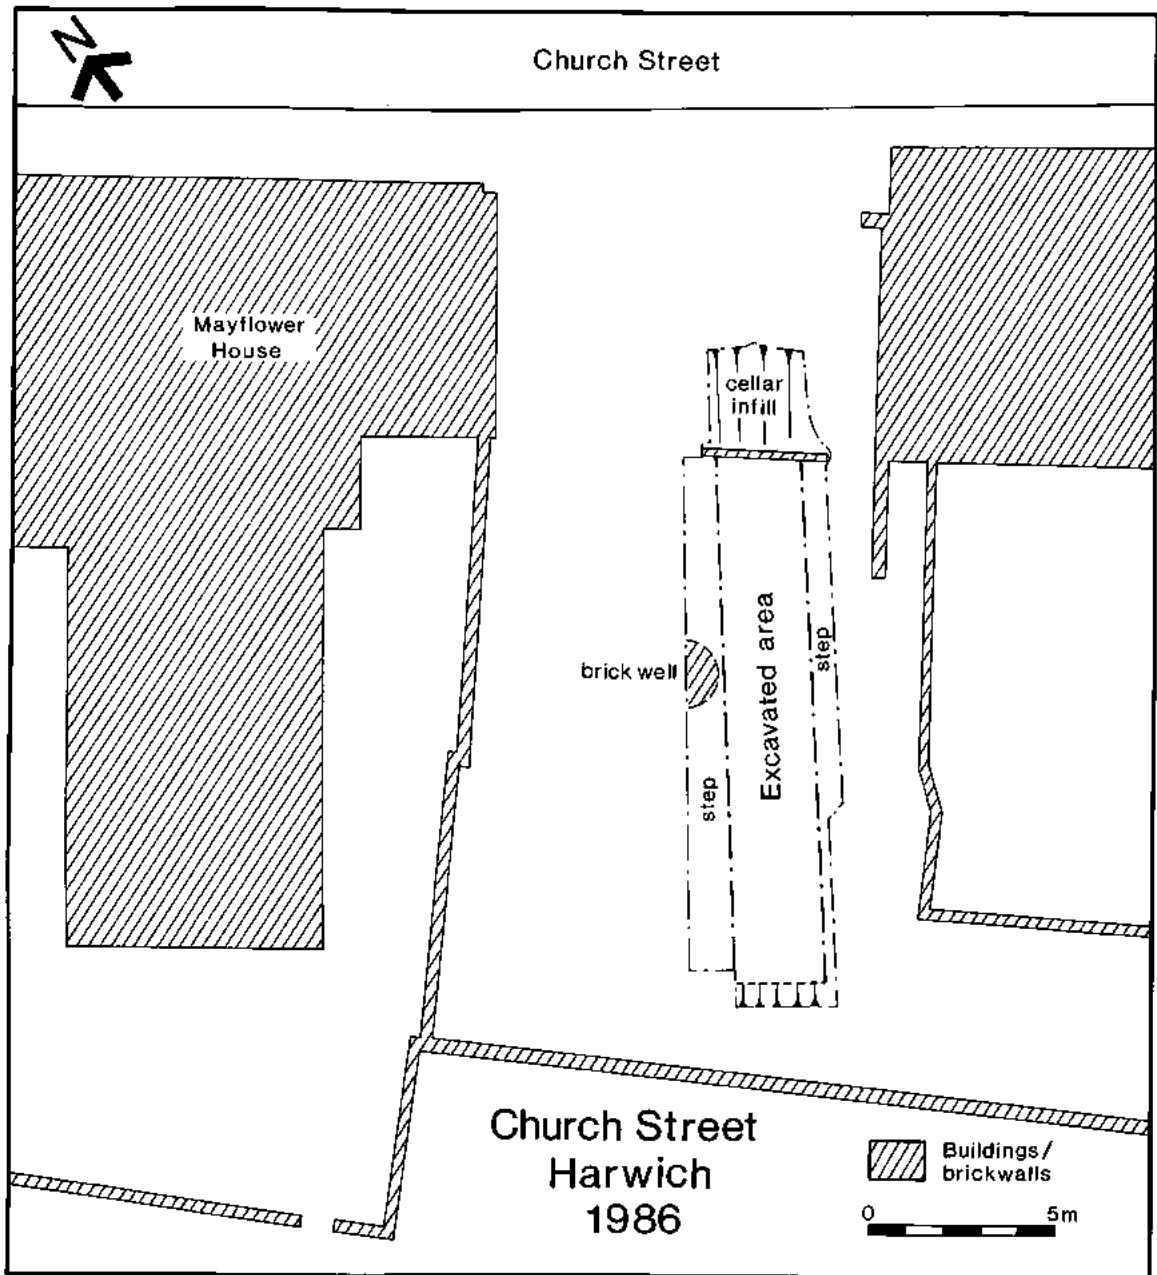 N
Church Street
Mayflower
House
cellar
infill
brick well
Excavated area
step
step
Church Street
Harwich
1986
Buildings/
brickwalls
0 5m